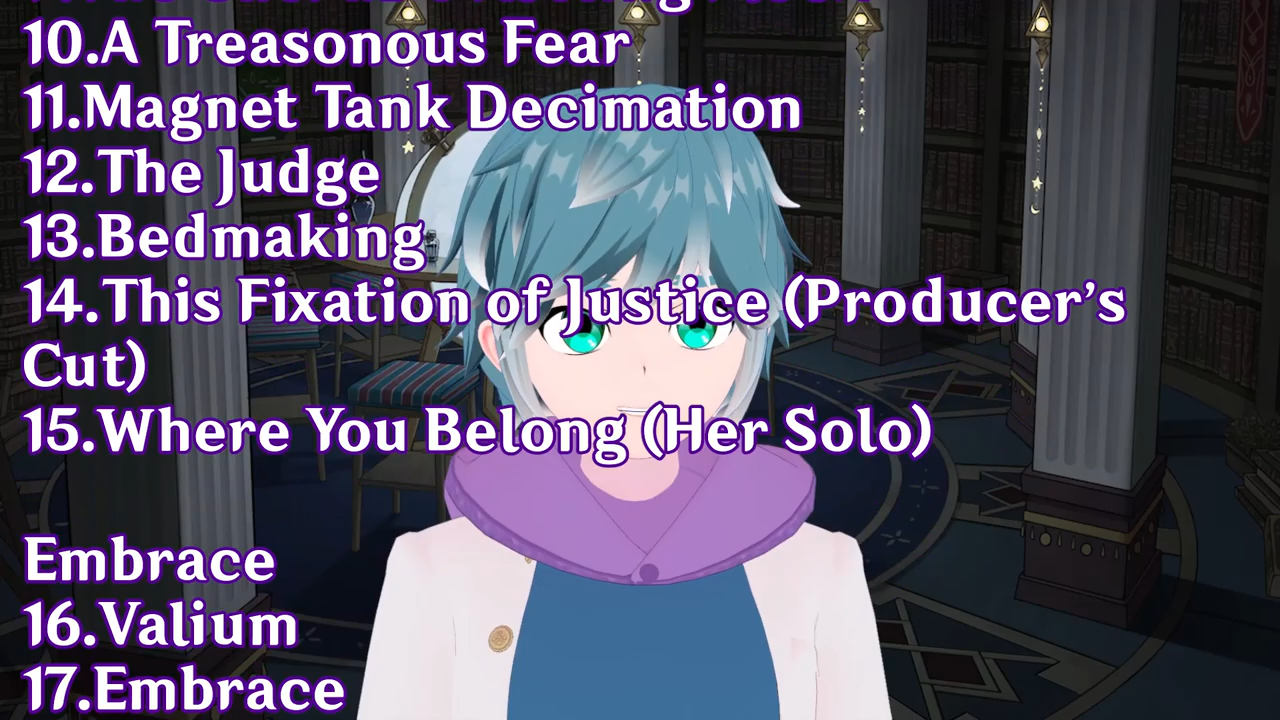 10.A Treasonous Fear
11.Magnet Tank Decimation
12.The Judge
13.Bedmaking
14.This Fixation of Justice (Producer's
Cut)
15.Where You Belong (Her Solo)
Embrace
16.Valium
17.Embrace